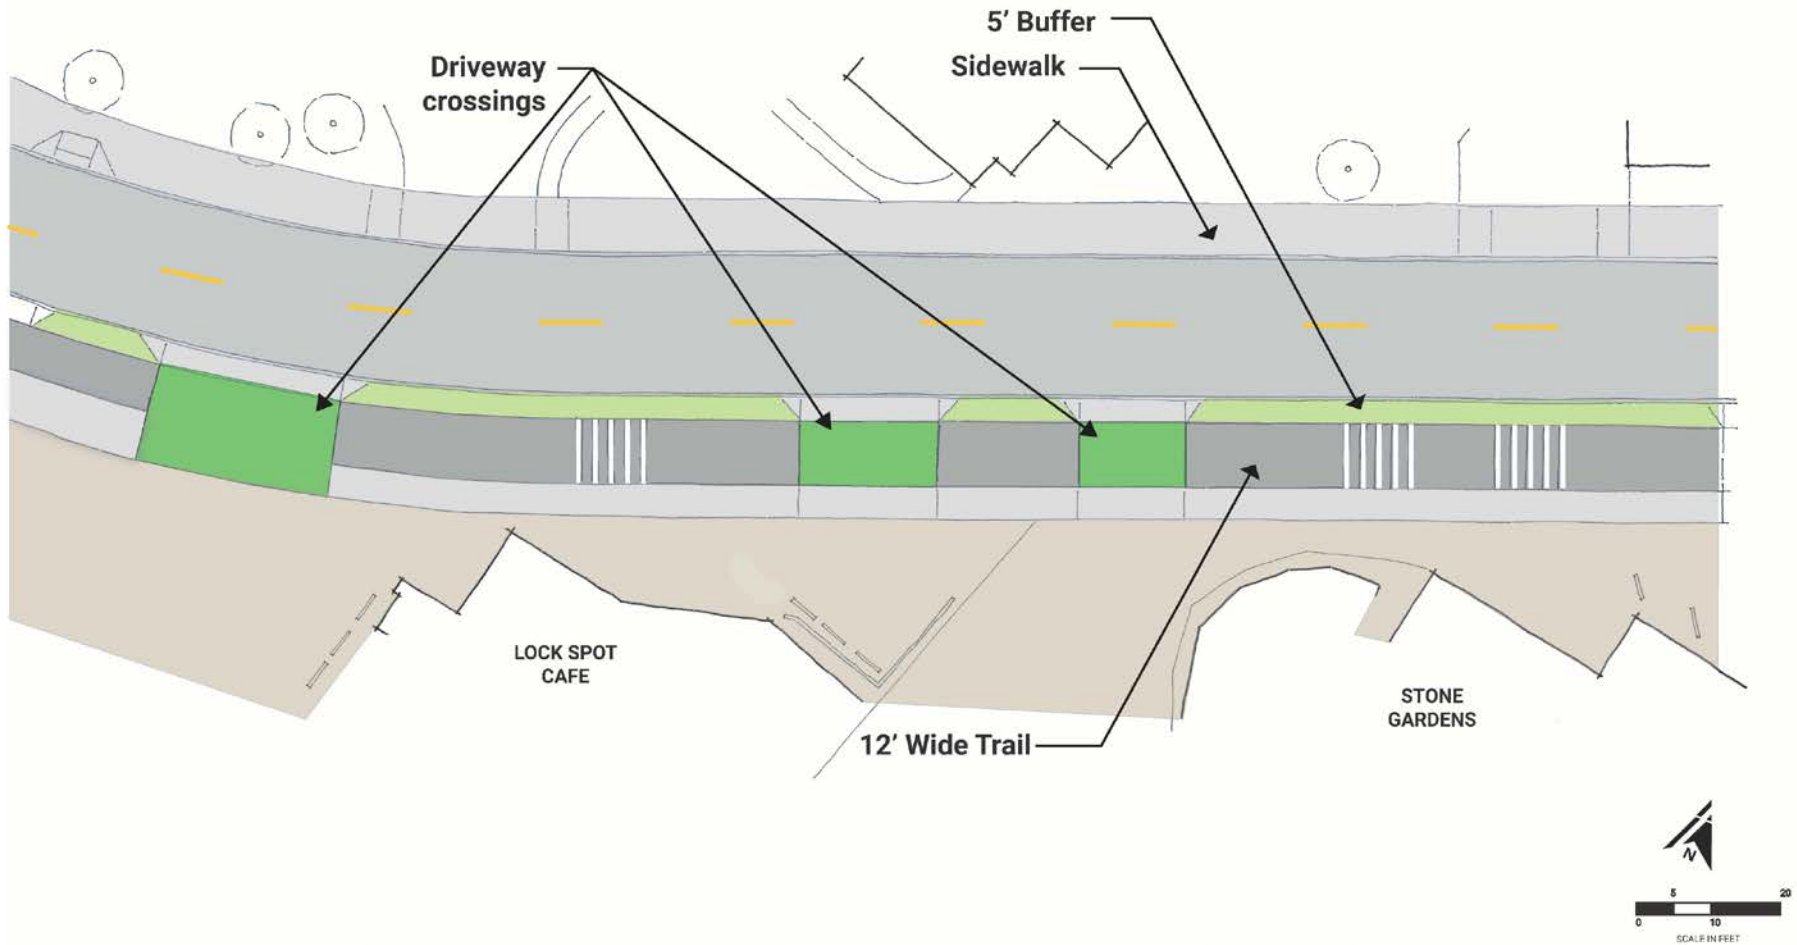 5’ Buffer
Sidewalk
Driveway
crossings
LOCK SPOT
CAFE
STONE
GARDENS
12’ Wide Trail
N
5 20
0 10
SCALE IN FEET